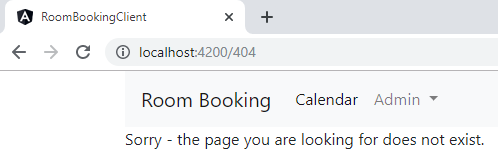 RoomBookingClient
localhost:4200/404
Room Booking Calendar Admin
Sorry - the page you are looking for does not exist.